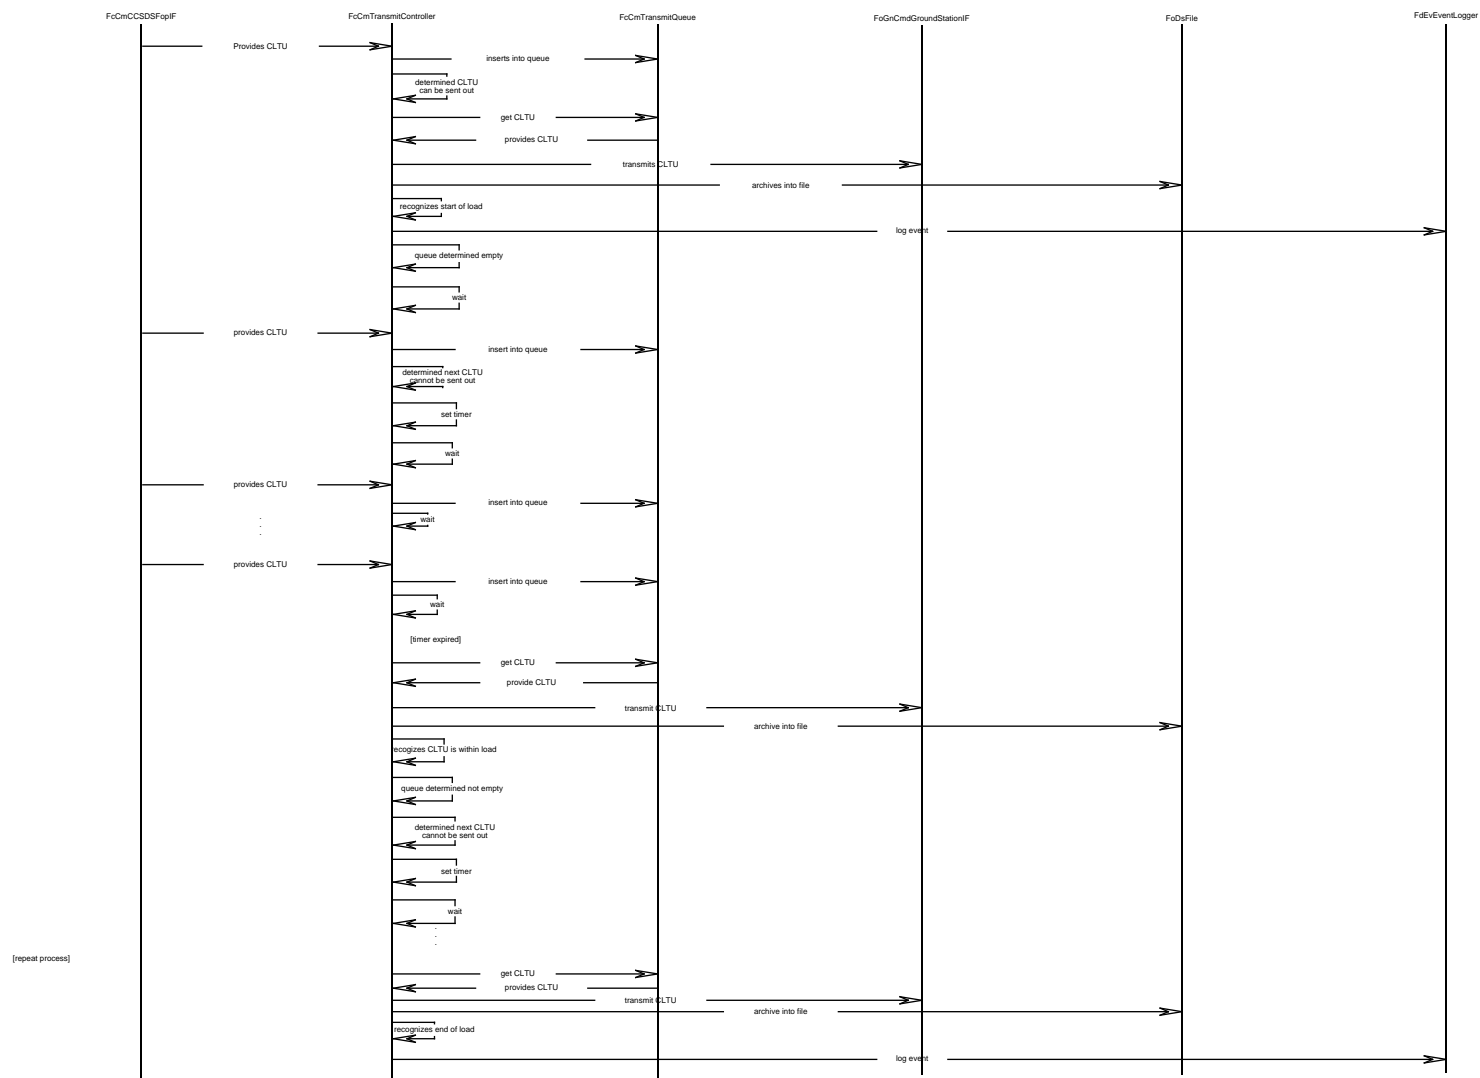 FcCmCCSDSFopIF
FcCmTransmitController
FcCmTransmitQueue
FoGnCmdGroundStationIF
FoDsFile
FdEvEventLogger
Provides CLTU
inserts into queue
determined CLTU
can be sent out
get CLTU
provides CLTU
transmits CLTU
archives into file
recognizes start of load
log event
queue determined empty
wait
provides CLTU
insert into queue
determined next CLTU
cannot be sent out
set timer
wait
provides CLTU
insert into queue
wait
.
.
.
provides CLTU
insert into queue
wait
[timer expired]
get CLTU
provide CLTU
transmit CLTU
archive into file
recogizes CLTU is within load
queue determined not empty
determined next CLTU
cannot be sent out
set timer
wait
.
.
.
[repeat process]
get CLTU
provides CLTU
transmit CLTU
archive into file
recognizes end of load
log event